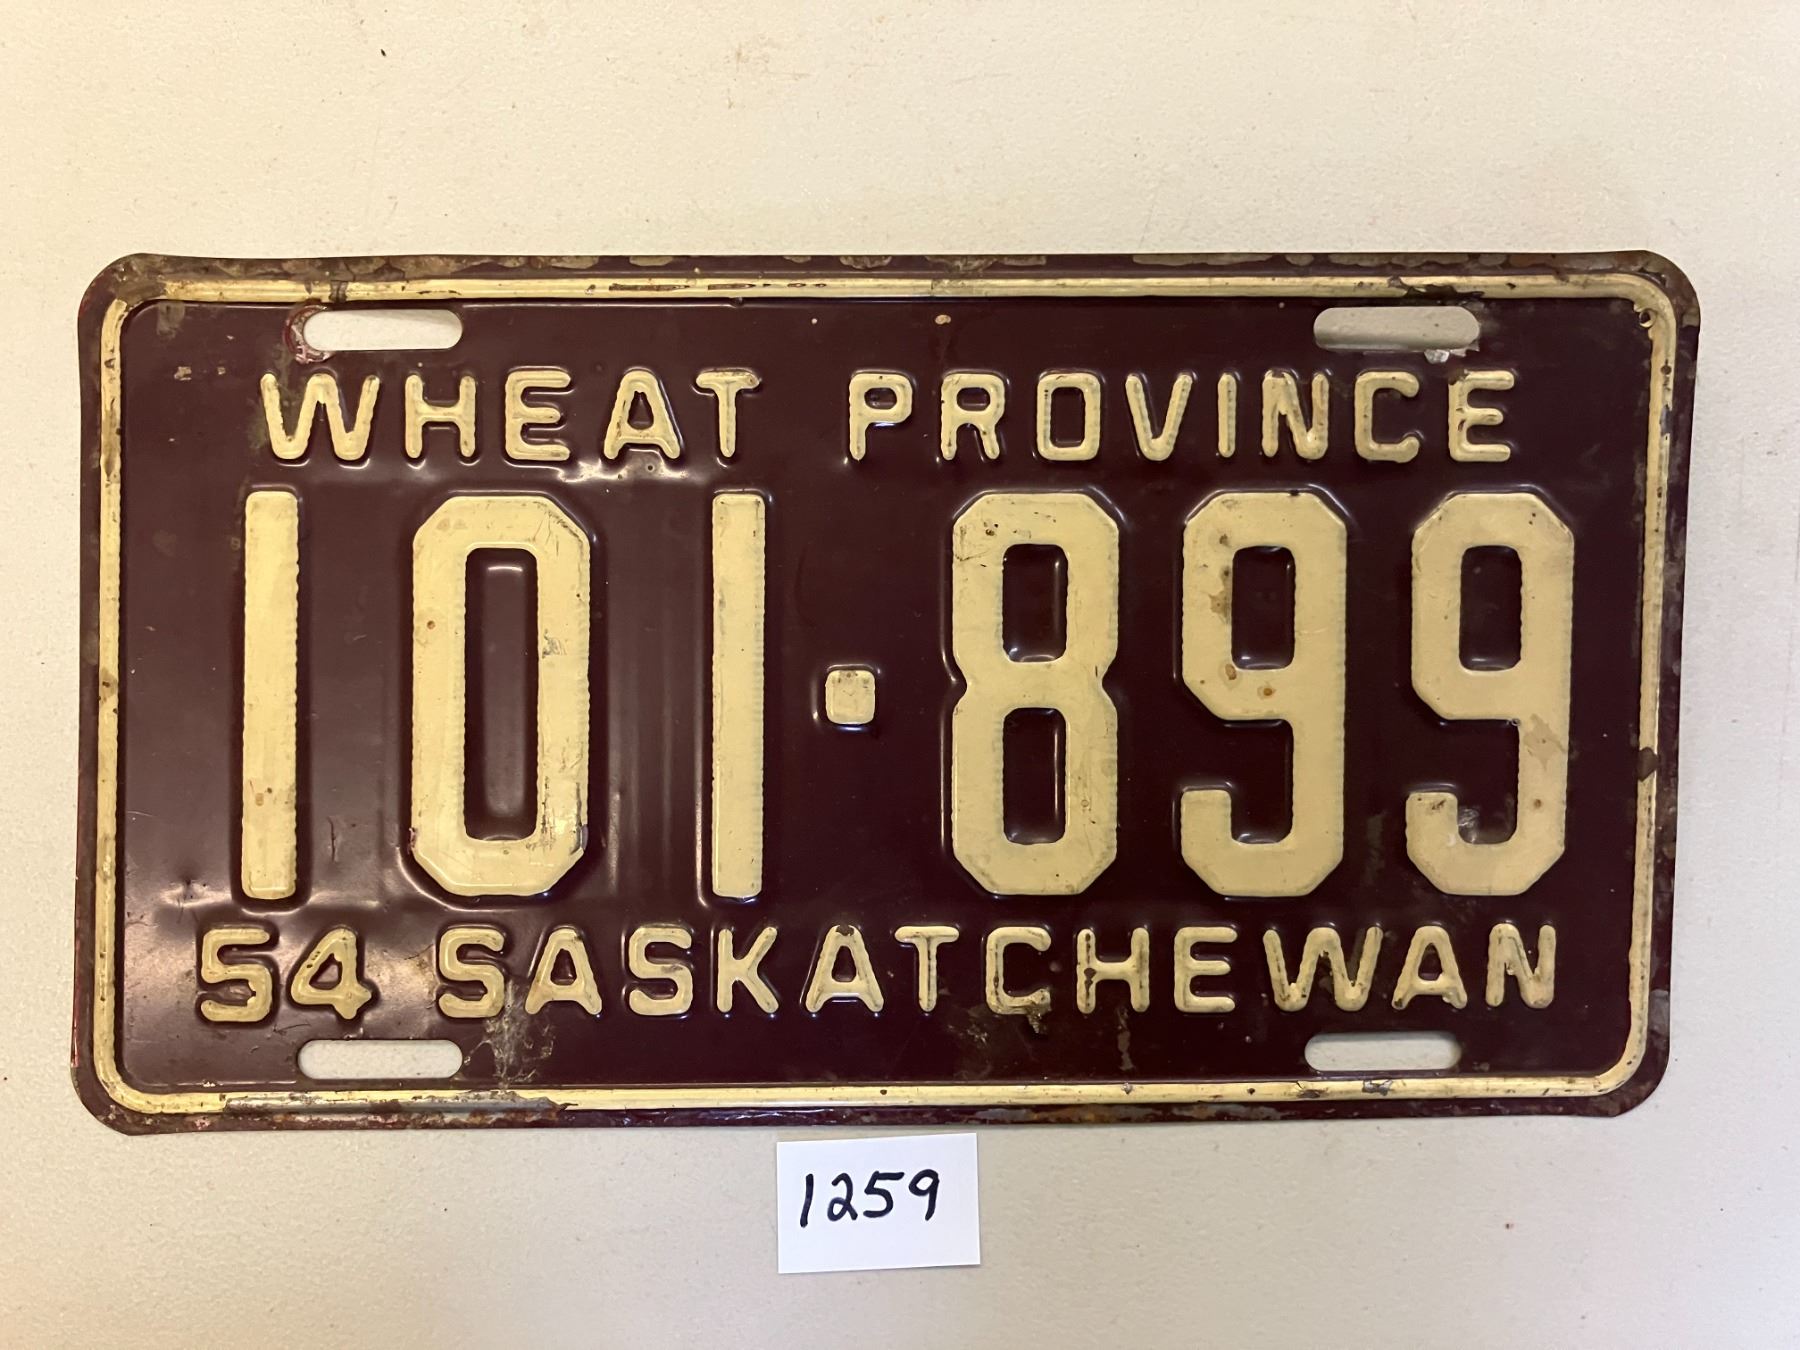 WHEAT PROVINCE
101·899
54 SASKATCHEWAN
1259